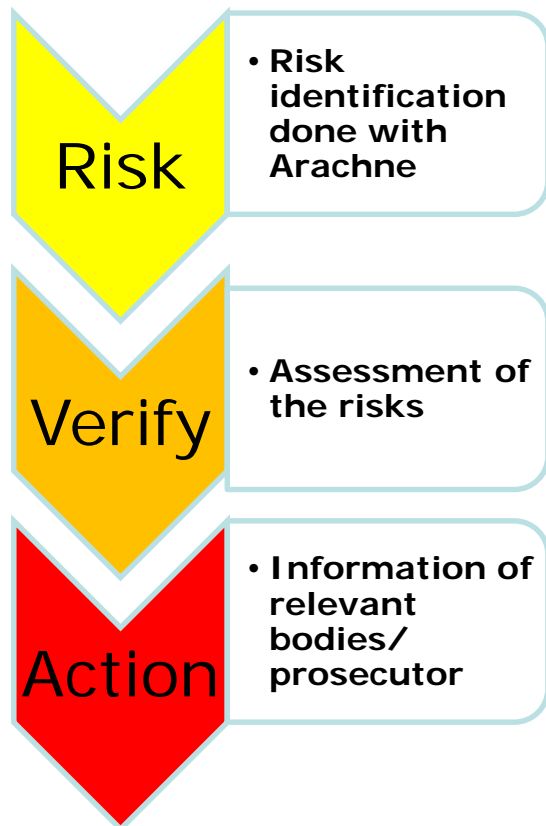 Risk
• Risk
identification
done with
Arachne
Verify
• Assessment of
the risks
Action
• Information of
relevant
bodies/
prosecutor